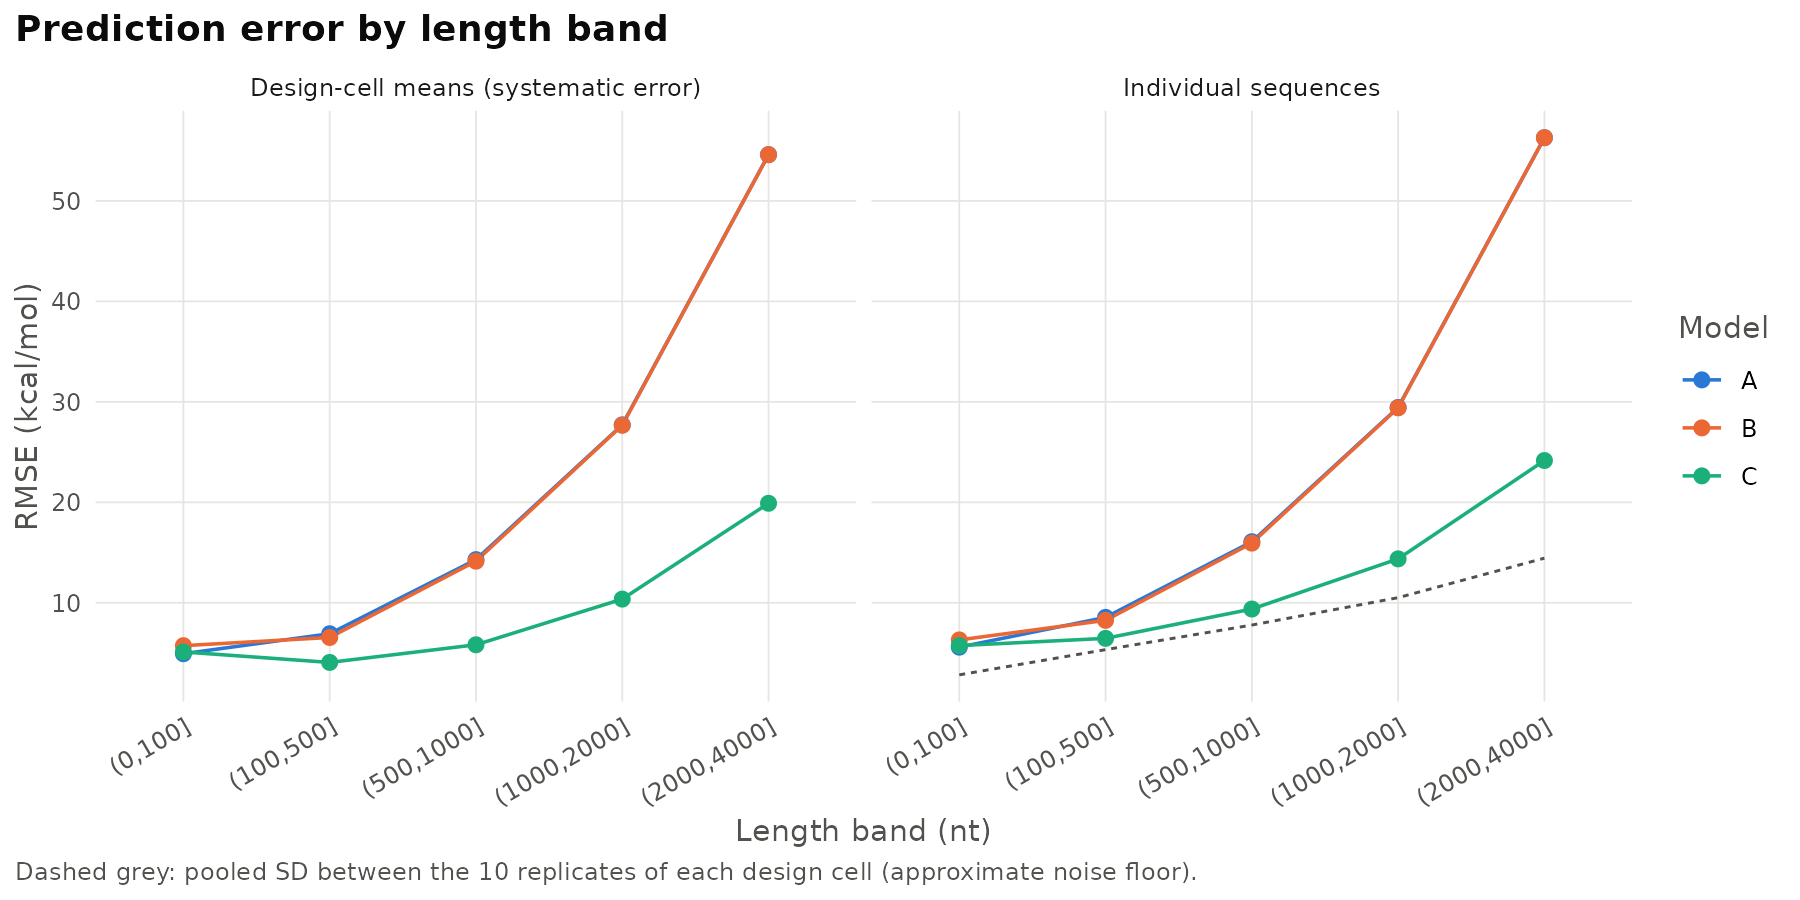 Prediction error by length band
Design-cell means (systematic error)
Individual sequences
RMSE (kcal/mol)
50
40
30
20
10
(0,100]
(100,500]
(500,1000]
(1000,2000]
(2000,4000]
(0,100]
(100,500]
(500,1000]
(1000,2000]
(2000,4000]
Length band (nt)
Model
A
B
C
Dashed grey: pooled SD between the 10 replicates of each design cell (approximate noise floor).